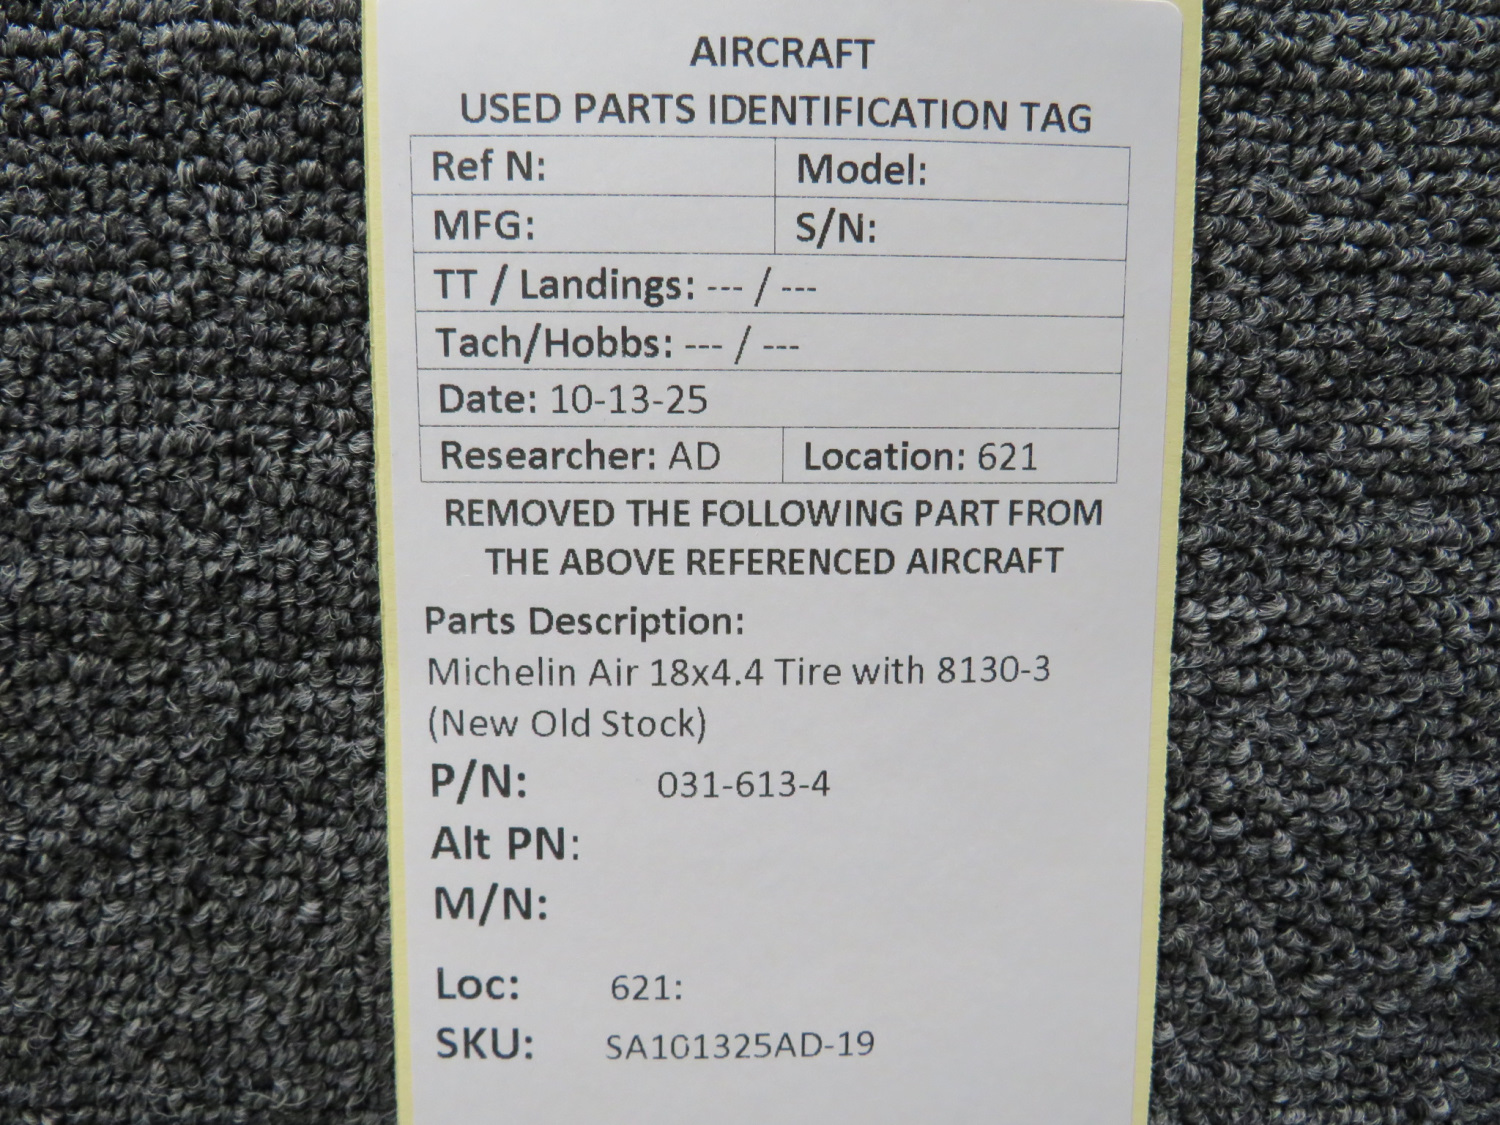 AIRCRAFT
USED PARTS IDENTIFICATION TAG
Ref N: Model:
MFG: S/N:
TT / Landings: --- / ---
Tach/Hobbs: --- / ---
Date: 10-13-25
Researcher: AD Location: 621
REMOVED THE FOLLOWING PART FROM
THE ABOVE REFERENCED AIRCRAFT
Parts Description:
Michelin Air 18x4.4 Tire with 8130-3
(New Old Stock)
P/N: 031-613-4
Alt PN:
M/N:
Loc: 621:
SKU: SA101325AD-19